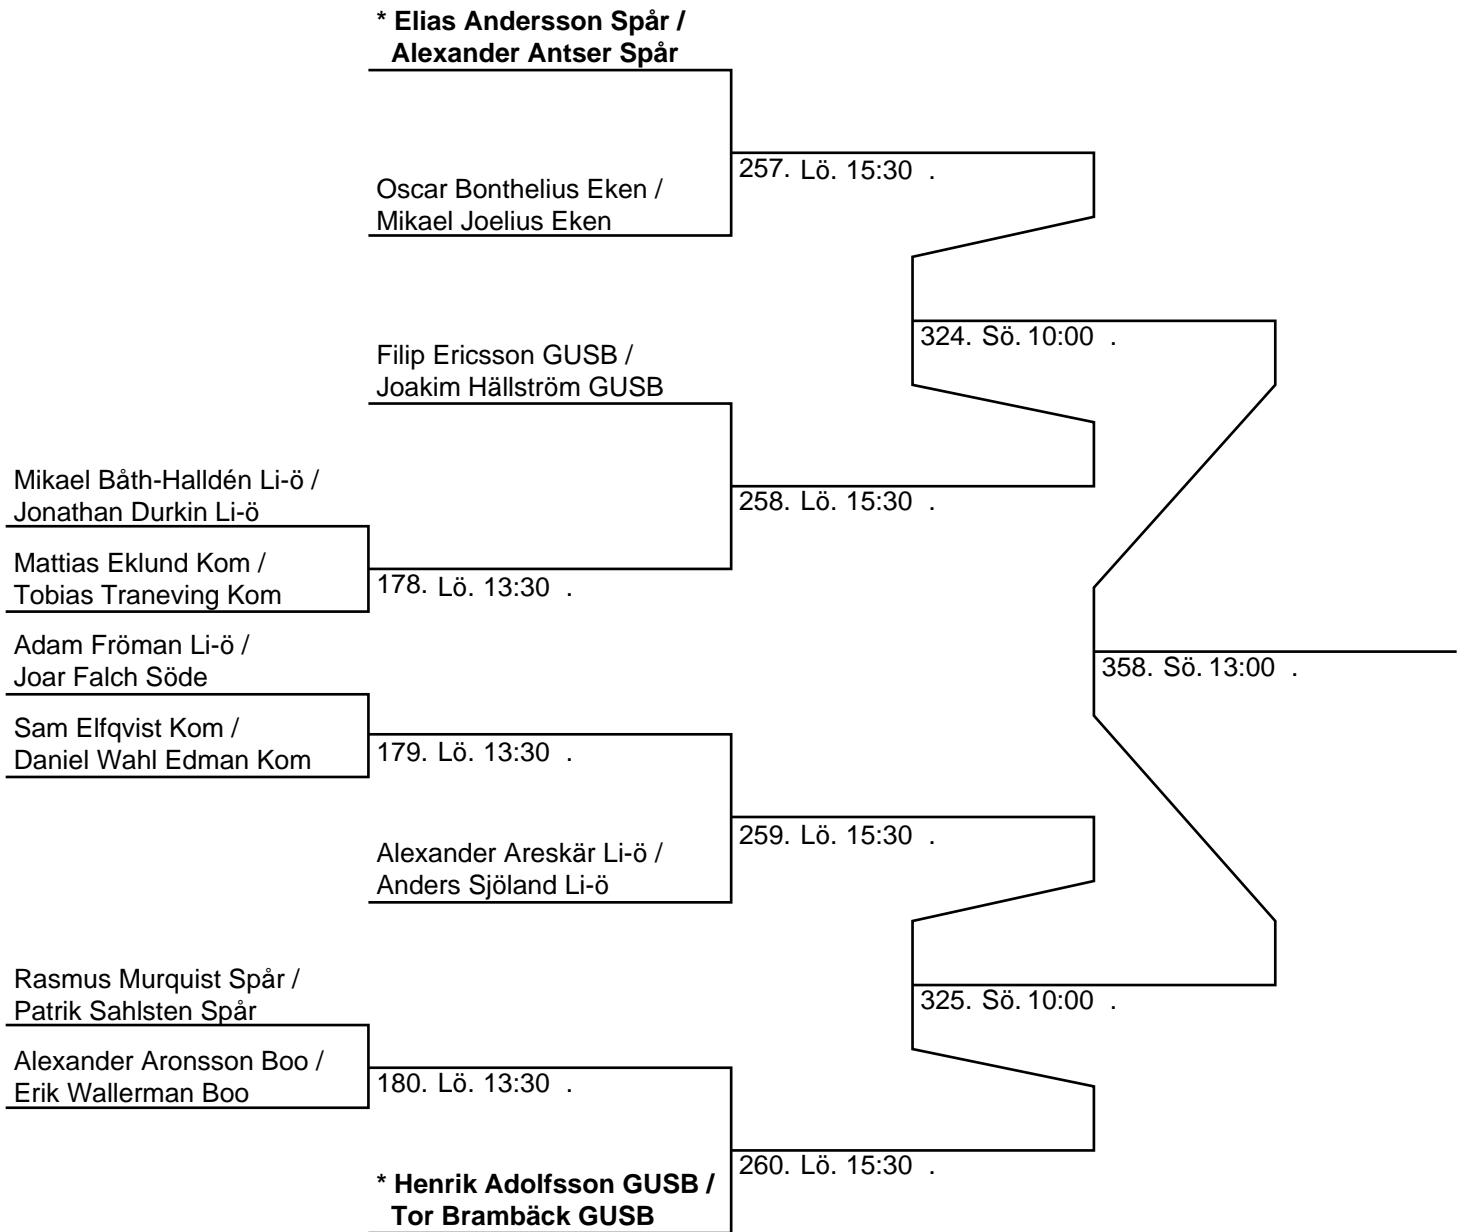 * Elias Andersson Spår /
Alexander Antser Spår
257. Lö. 15:30 .
Oscar Bonthelius Eken /
Mikael Joelius Eken
324. Sö. 10:00 .
Filip Ericsson GUSB /
Joakim Hällström GUSB
Mikael Båth-Halldén Li-ö /
Jonathan Durkin Li-ö
258. Lö. 15:30 .
Mattias Eklund Kom /
Tobias Traneving Kom
178. Lö. 13:30 .
Adam Fröman Li-ö /
Joar Falch Söde
358. Sö. 13:00 .
Sam Elfqvist Kom /
Daniel Wahl Edman Kom
179. Lö. 13:30 .
259. Lö. 15:30 .
Alexander Areskär Li-ö /
Anders Sjöland Li-ö
Rasmus Murquist Spår /
Patrik Sahlsten Spår
325. Sö. 10:00 .
Alexander Aronsson Boo /
Erik Wallerman Boo
180. Lö. 13:30 .
260. Lö. 15:30 .
* Henrik Adolfsson GUSB /
Tor Brambäck GUSB